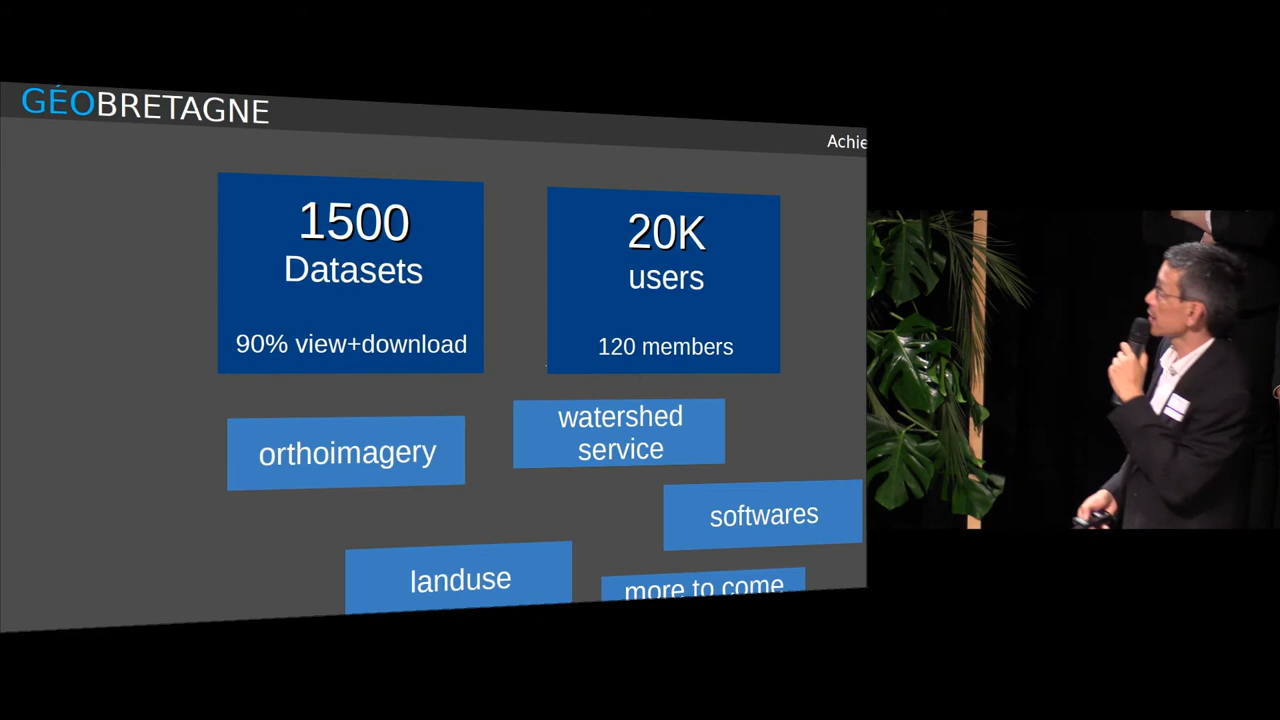 GÉOBRETAGNE
Achie
1500
Datasets
90% view+download
20K
users
120 members
orthoimagery
watershed
service
softwares
landuse
more to come